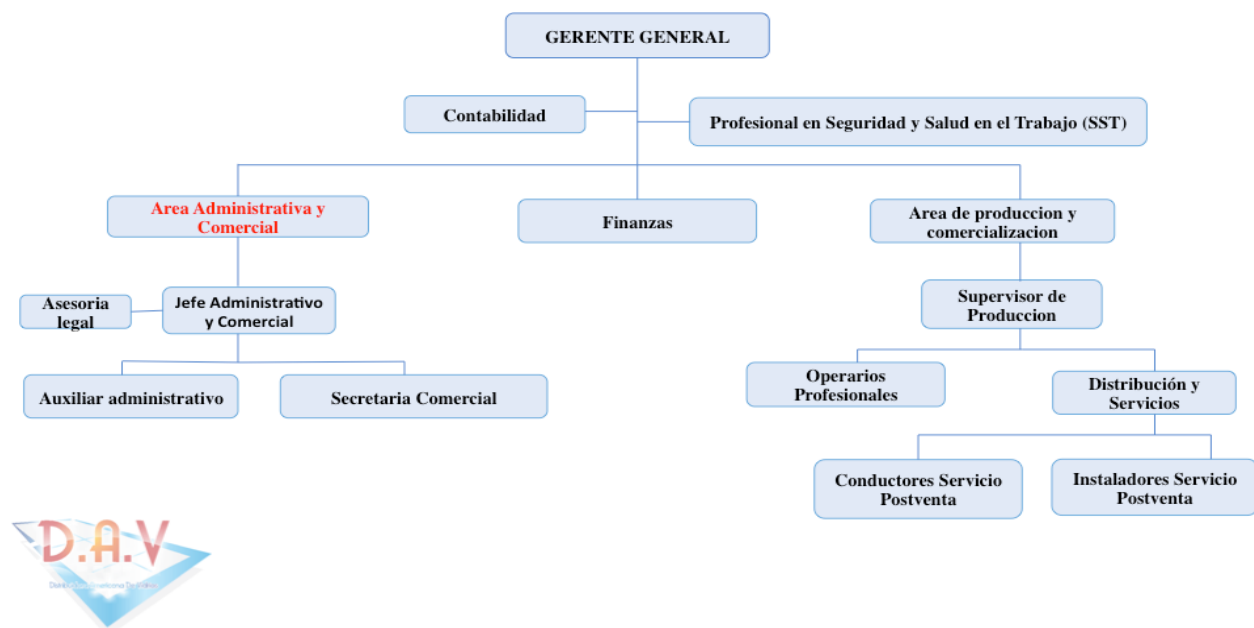 GERENTE GENERAL
Contabilidad
Profesional en Seguridad y Salud en el Trabajo (SST)
Area Administrativa y
Comercial
Finanzas
Area de produccion y
comercializacion
Asesoria
legal
Jefe Administrativo
y Comercial
Supervisor de
Produccion
Auxiliar administrativo
Secretaria Comercial
Operarios
Profesionales
Distribución y
Servicios
Conductores Servicio
Postventa
Instaladores Servicio
Postventa
D.A.V